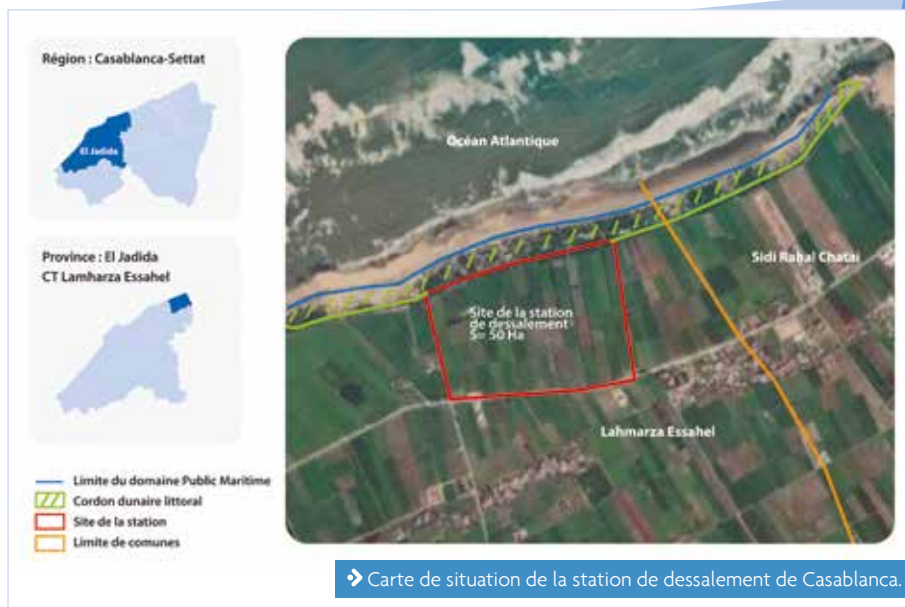 Région : Casablanca-Settat
El Jadida
Province : El Jadida
CT Lamharza Essahel
Limite du domaine Public Maritime
Cordon dunaire littoral
Site de la station
Limite de comunes
Océan Atlantique
Sidi Rahal Chatai
Site de la station
de dessalement
S= 50 Ha
Lahmarza Essahel
Carte de situation de la station de dessalement de Casablanca.